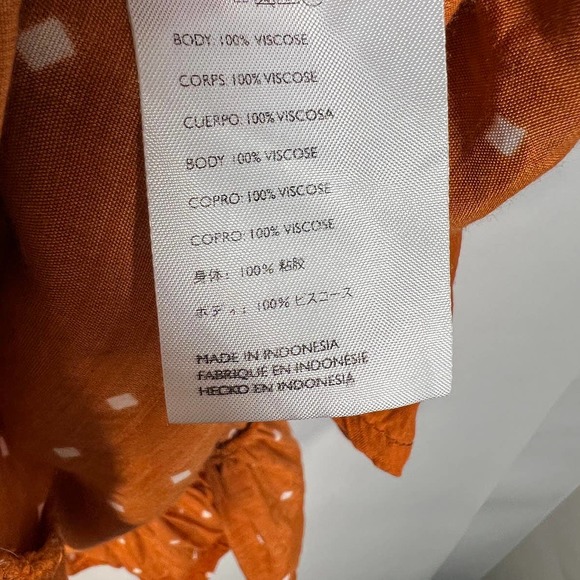 BODY: 100% VISCOSE
CORPS: 100% VISCOSE
CUERPO: 100% VISCOSA
BODY 100% VISCOSE
COPRO: 100% VISCOSE
COFRO: 100% VISCOSE
身体：100% 粘胶
ボディ：100% ビスコース
MADE IN INDONESIA
FABRIQUE EN INDONESIE
HECKO EN INDONESIA